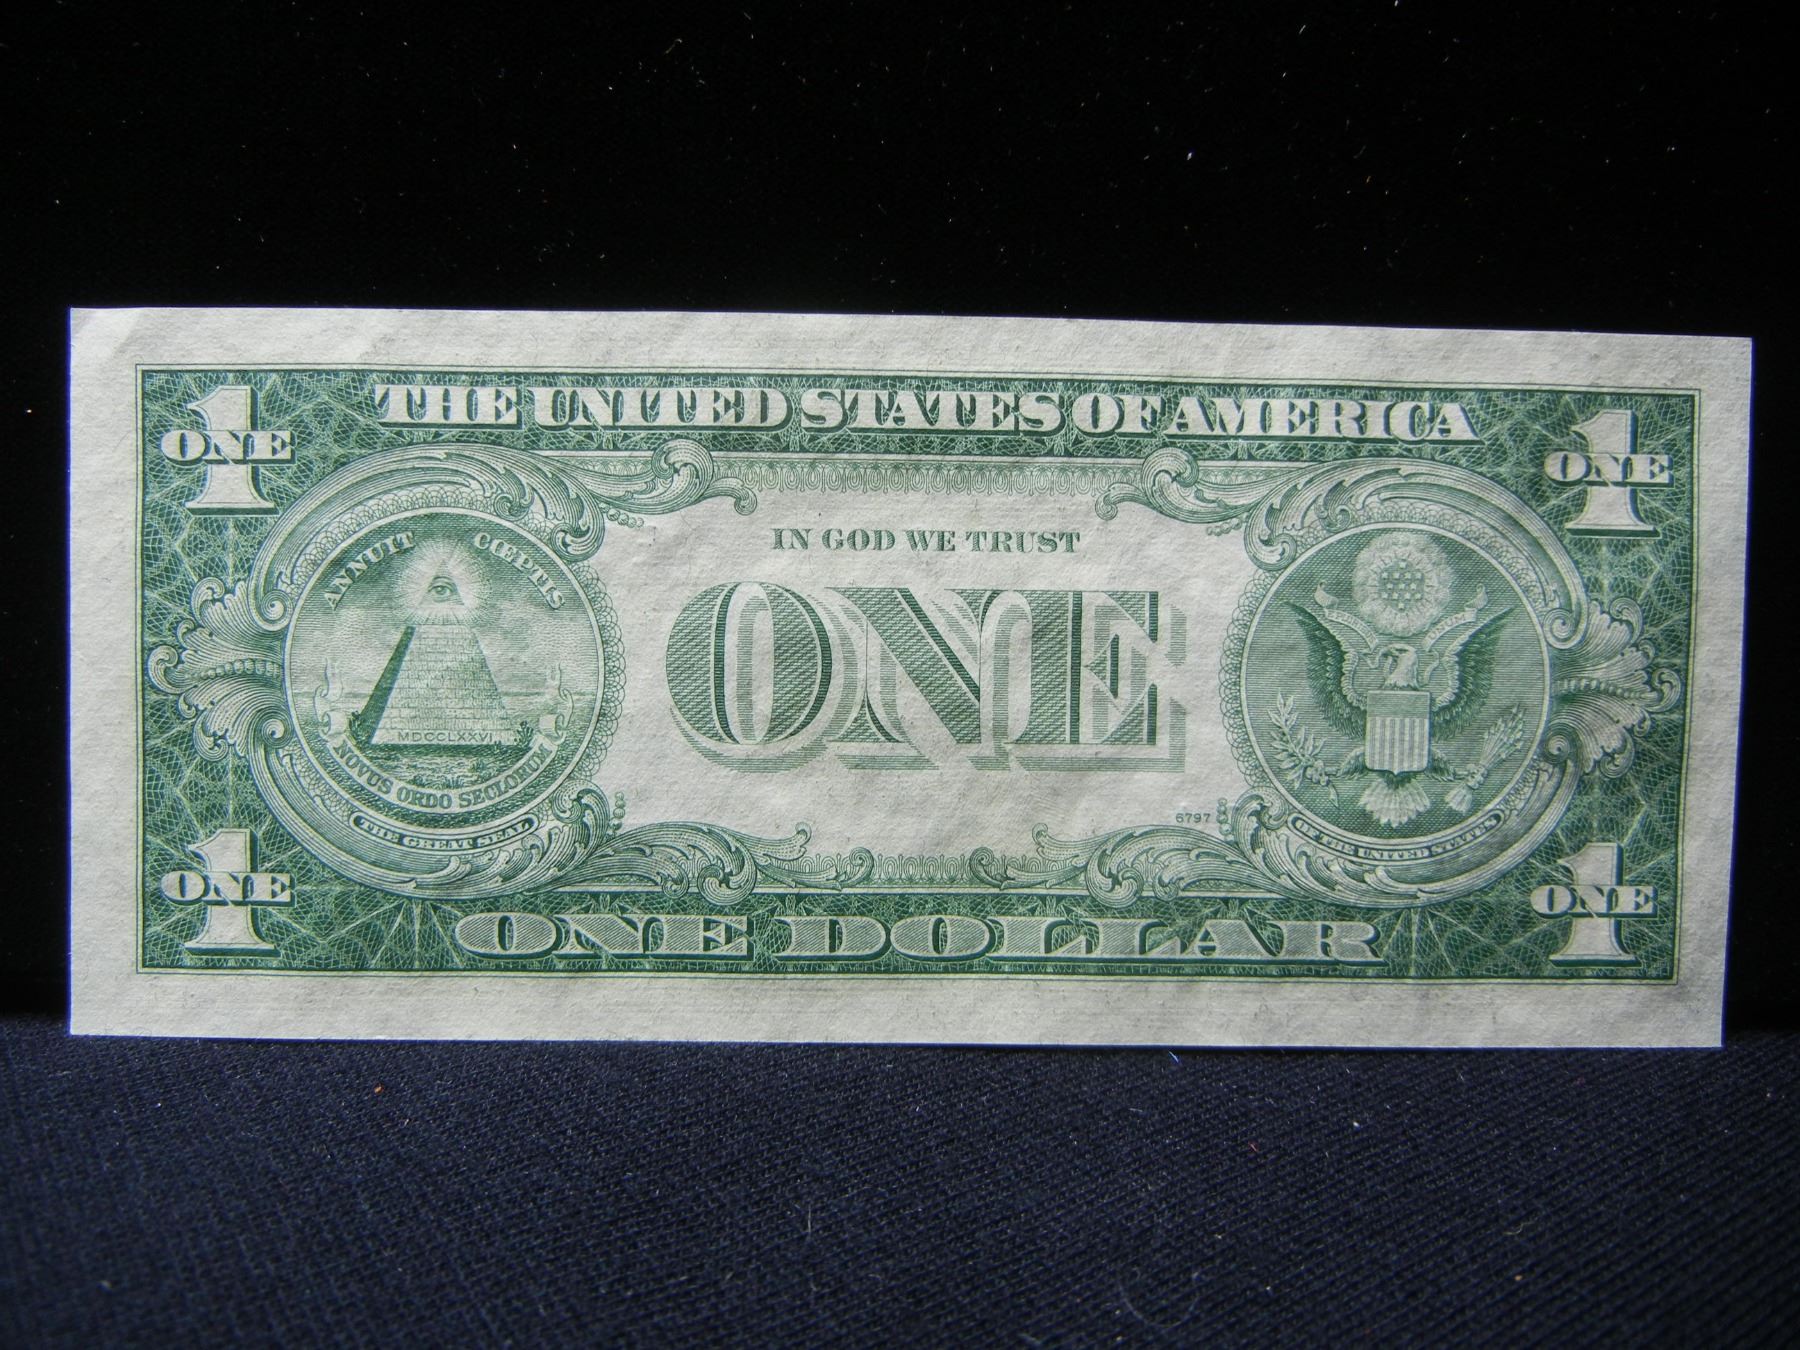 THE UNITED STATES OF AMERICA
1
ONE
1
ONE
ANNUIT CŒPTIS
IN GOD WE TRUST
ONE
MDCCLXXVI
NOVUS ORDO SECLORUM
THE GREAT SEAL
6797
OF THE UNITED STATES
1
ONE
1
ONE
ONE DOLLAR